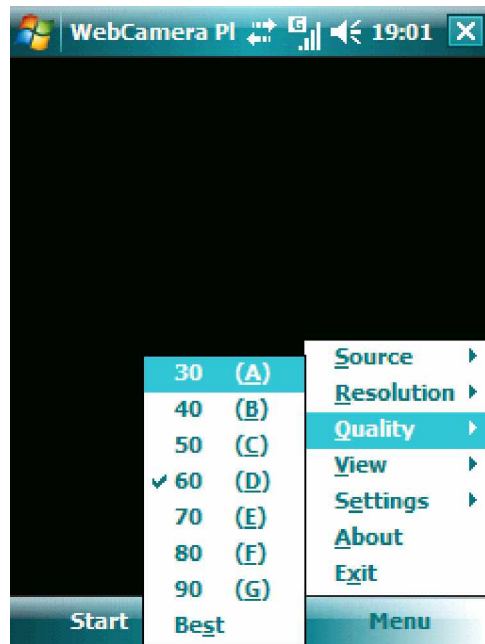 WebCamera Pl G 19:01
30 (A)
40 (B)
50 (C)
60 (D)
70 (E)
80 (F)
90 (G)
Best
Source
Resolution
Quality
View
Settings
About
Exit
Start Menu